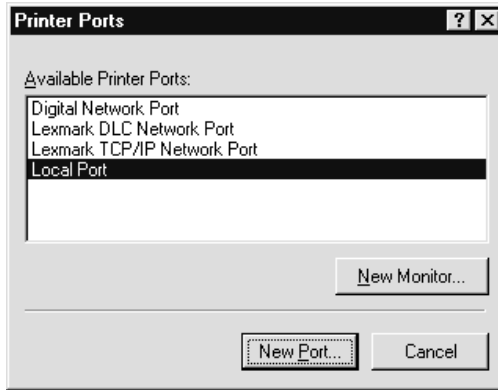 Printer Ports
Available Printer Ports:
Digital Network Port
Lexmark DLC Network Port
Lexmark TCP/IP Network Port
Local Port
New Monitor...
New Port...
Cancel